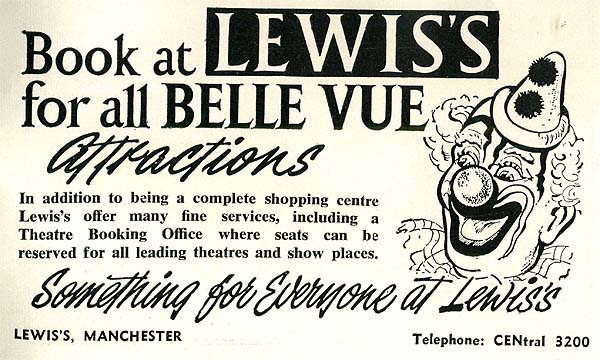 Book at LEWIS'S
for all BELLE VUE
Attractions
In addition to being a complete shopping centre
Lewis's offer many fine services, including a
Theatre Booking Office where seats can be
reserved for all leading theatres and show places.
Something for Everyone at Lewis's
LEWIS'S, MANCHESTER
Telephone: CENtral 3200